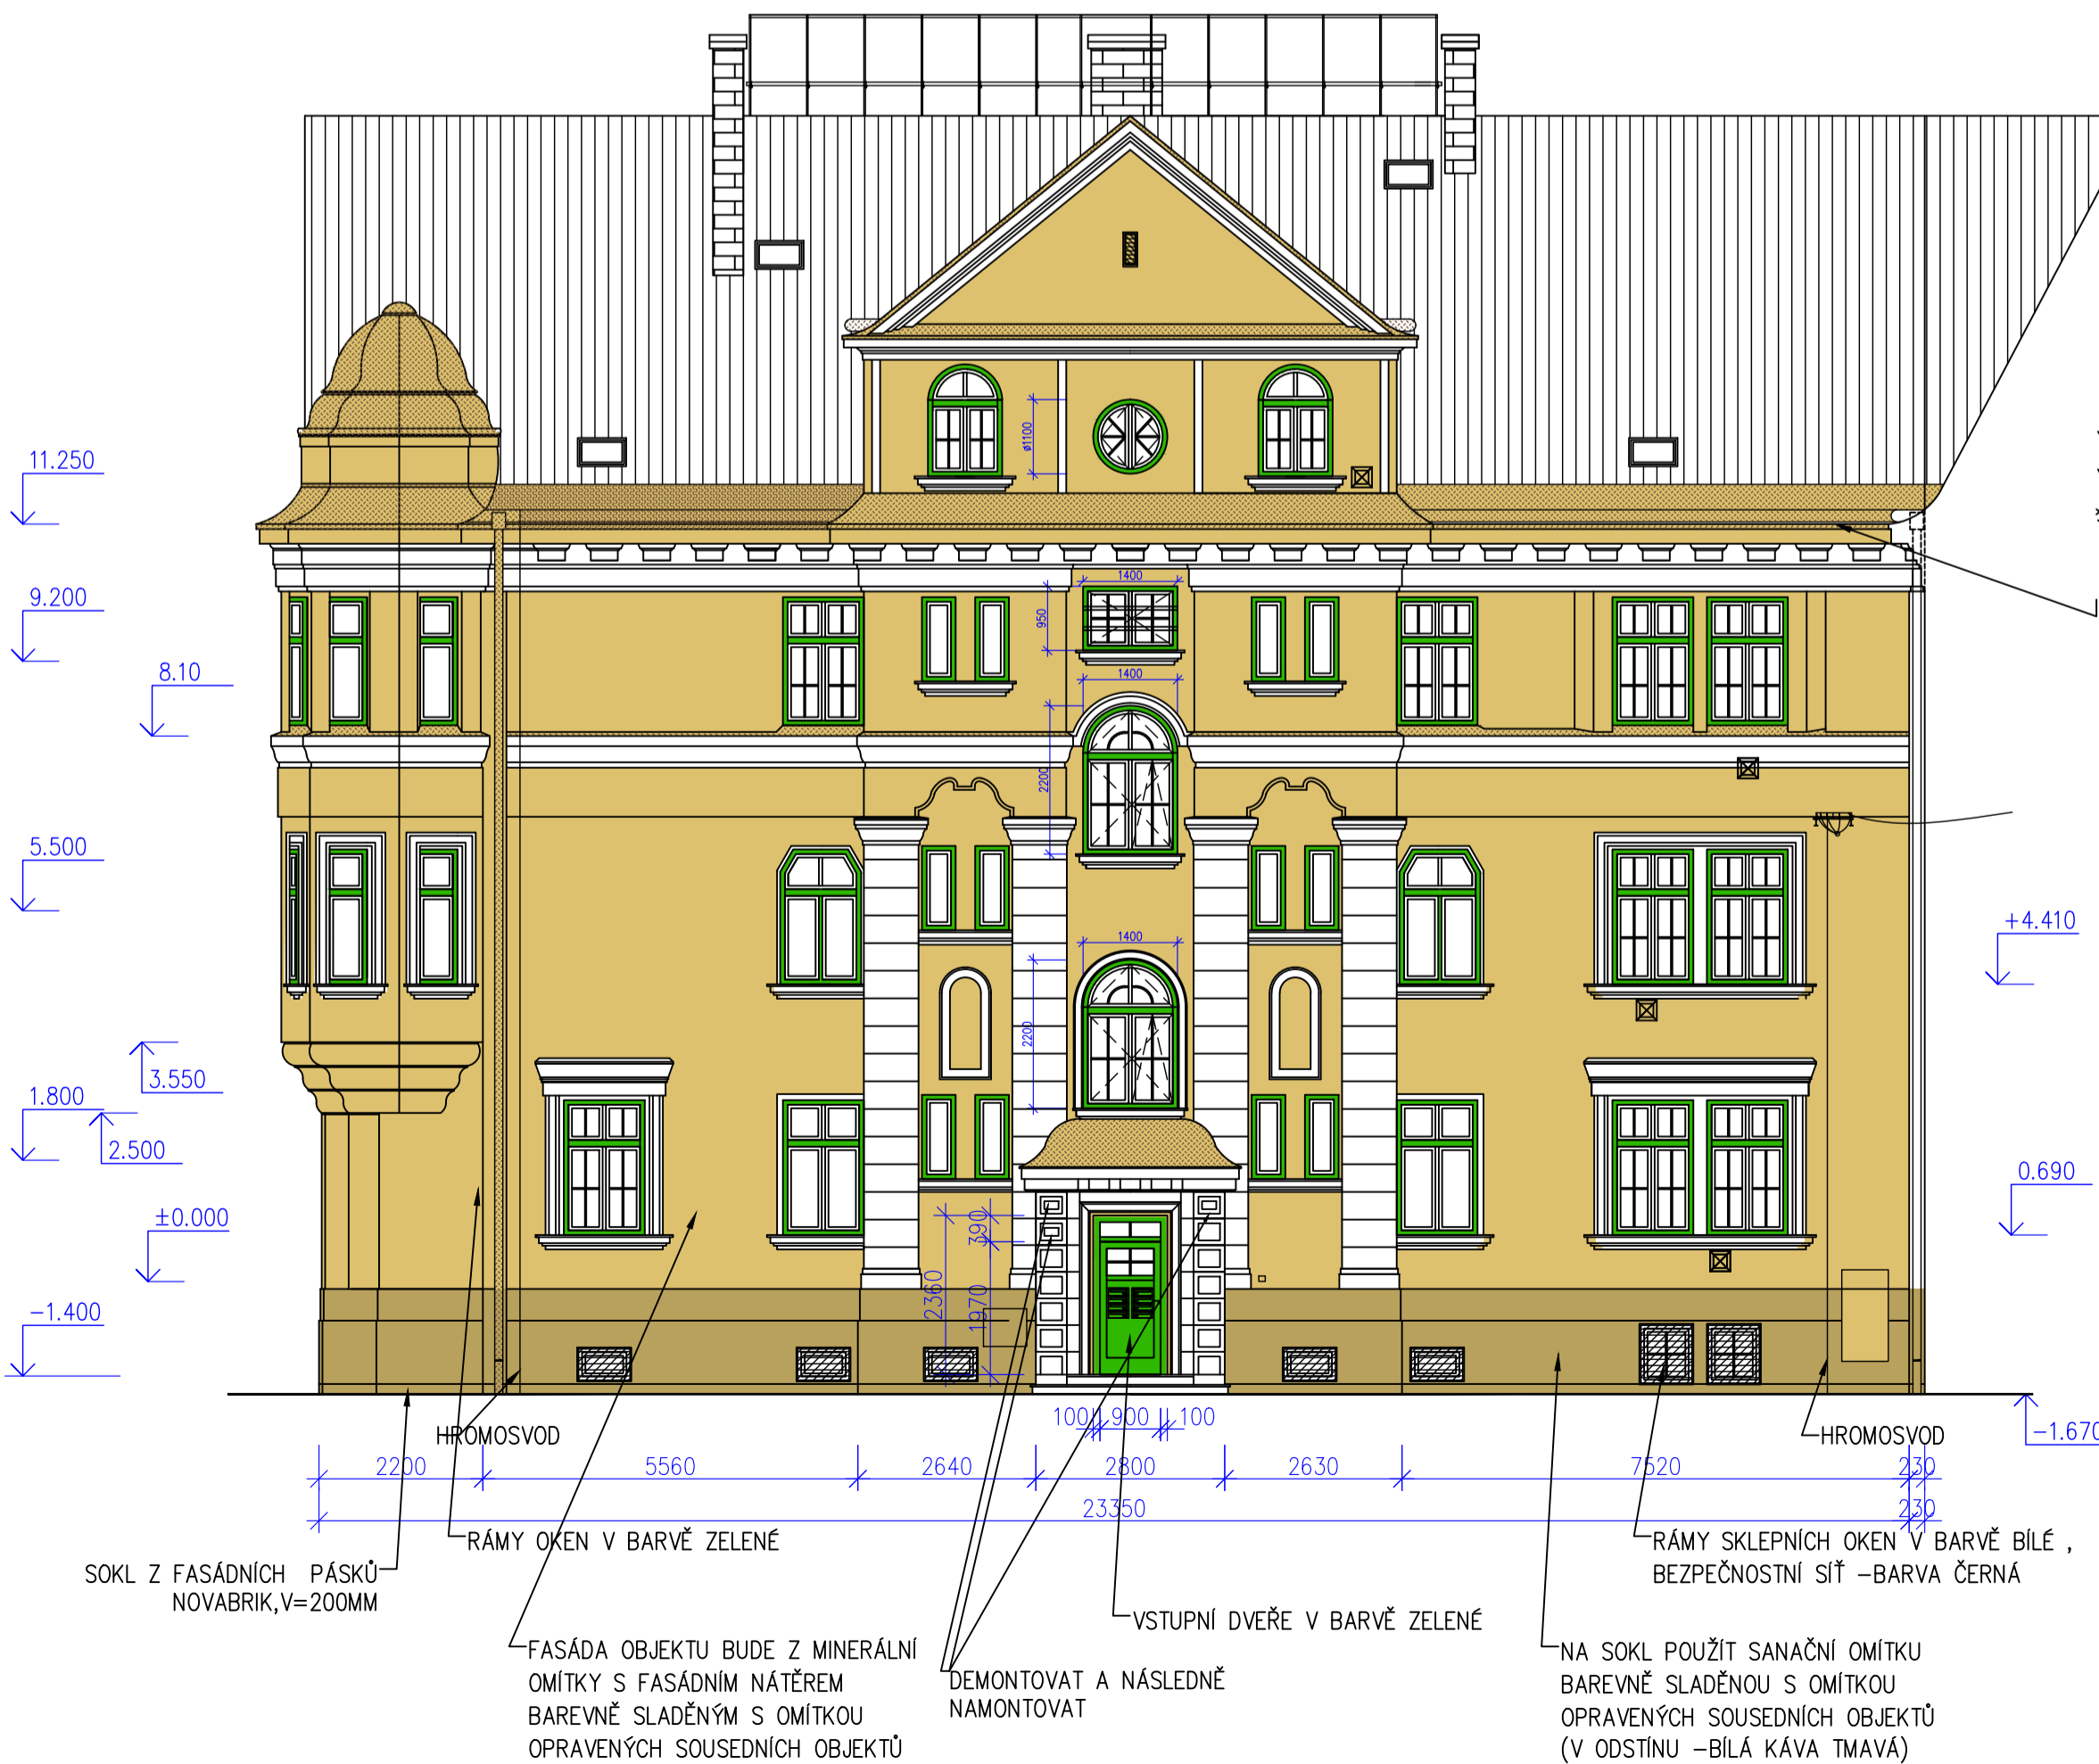 11.250
9.200
8.10
5.500
3.550
1.800
2.500
±0.000
-1.400
+4.410
0.690
-1.670
ø1100
1400
950
1400
2200
1400
2200
390
2360
1970
100 900 100
2200 5560 2640 2800 2630 7520 230
23350 230
HROMOSVOD
HROMOSVOD
RÁMY OKEN V BARVĚ ZELENÉ
SOKL Z FASÁDNÍCH PÁSKŮ
NOVABRIK,V=200MM
FASÁDA OBJEKTU BUDE Z MINERÁLNÍ
OMÍTKY S FASÁDNÍM NÁTĚREM
BAREVNĚ SLADĚNÝM S OMÍTKOU
OPRAVENÝCH SOUSEDNÍCH OBJEKTŮ
DEMONTOVAT A NÁSLEDNĚ
NAMONTOVAT
VSTUPNÍ DVEŘE V BARVĚ ZELENÉ
RÁMY SKLEPNÍCH OKEN V BARVĚ BÍLÉ ,
BEZPEČNOSTNÍ SÍŤ -BARVA ČERNÁ
NA SOKL POUŽÍT SANAČNÍ OMÍTKU
BAREVNĚ SLADĚNOU S OMÍTKOU
OPRAVENÝCH SOUSEDNÍCH OBJEKTŮ
(V ODSTÍNU -BÍLÁ KÁVA TMAVÁ)